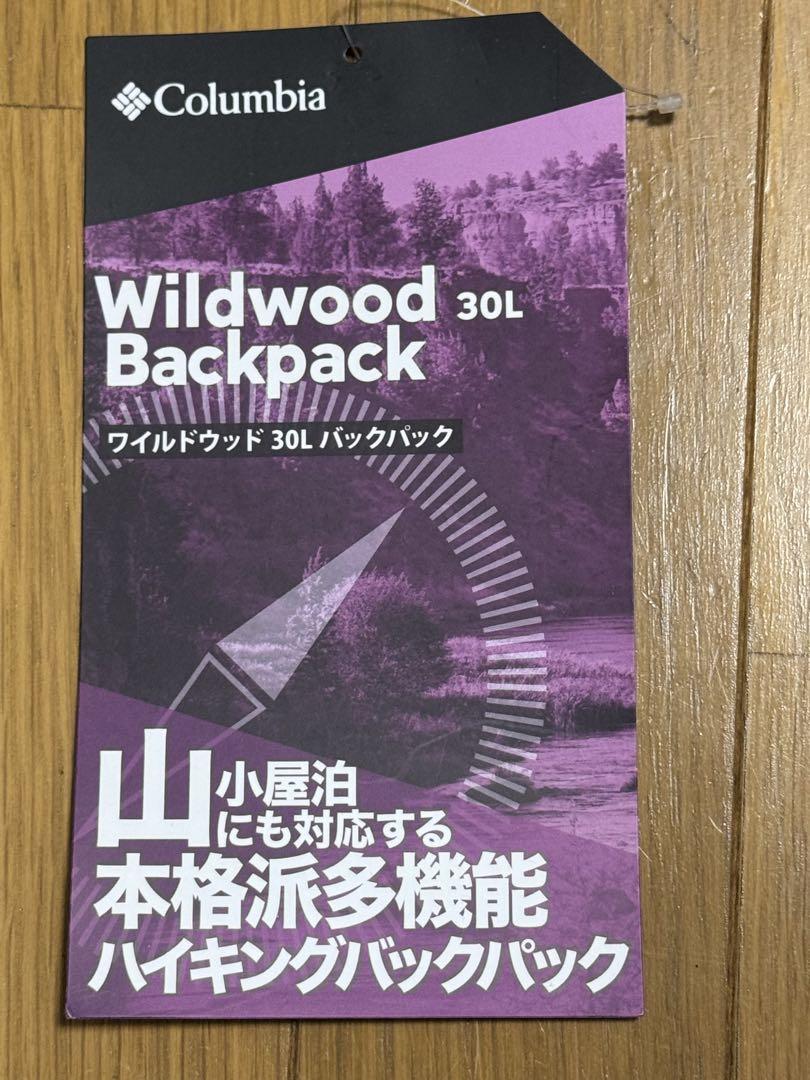 Columbia
Wildwood 30L
Backpack
ワイルドウッド 30L バックパック
山小屋泊
にも対応する
本格派多機能
ハイキングバックパック